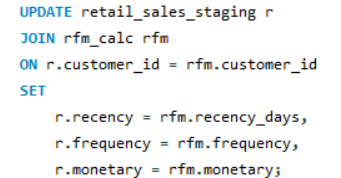 UPDATE retail_sales_staging r
JOIN rfm_calc rfm
ON r.customer_id = rfm.customer_id
SET
r.recency = rfm.recency_days,
r.frequency = rfm.frequency,
r.monetary = rfm.monetary;